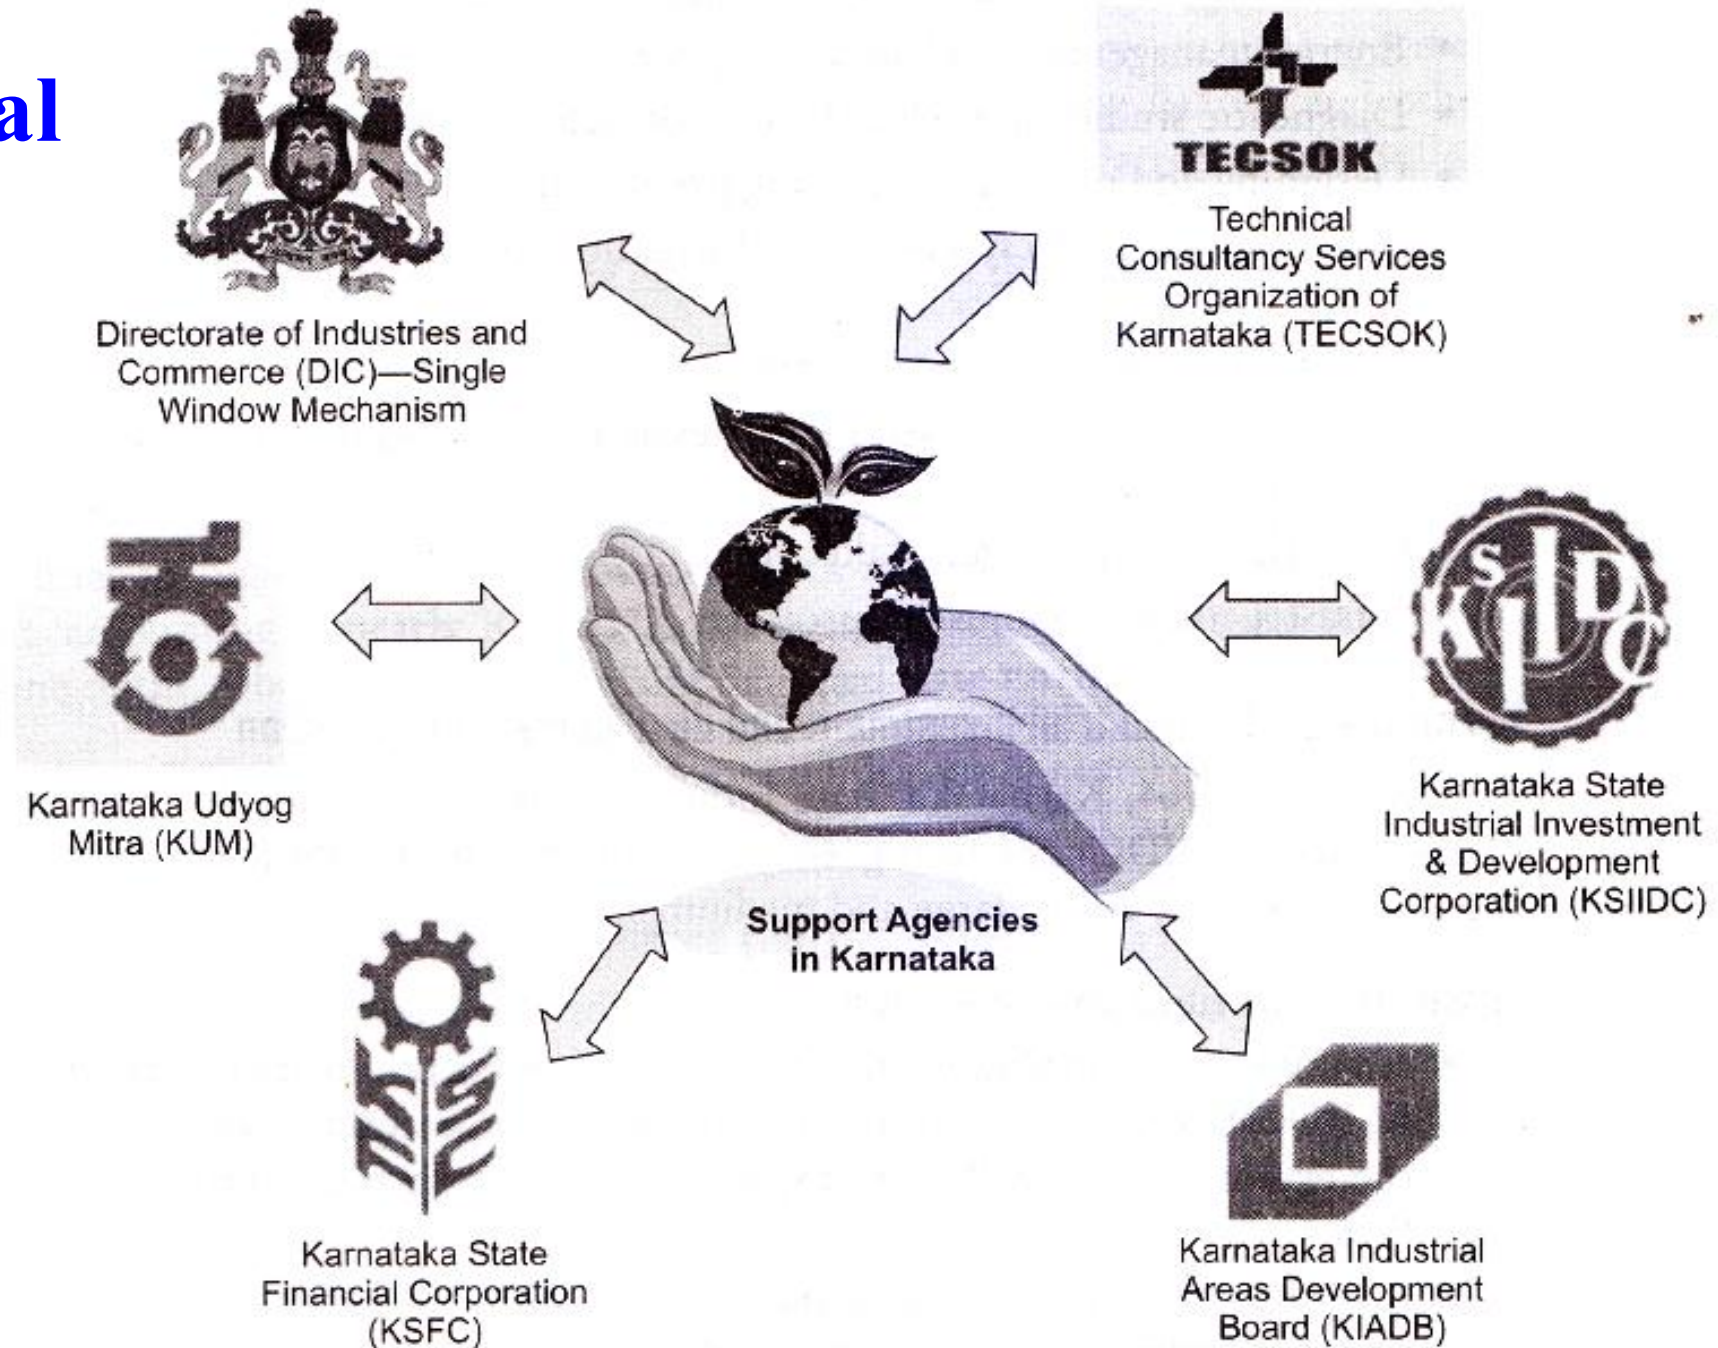 al
TECSOK
Technical
Consultancy Services
Organization of
Karnataka (TECSOK)
Directorate of Industries and
Commerce (DIC)—Single
Window Mechanism
KSIIDC
Karnataka Udyog
Mitra (KUM)
Karnataka State
Industrial Investment
& Development
Corporation (KSIIDC)
Support Agencies
in Karnataka
KSFC
Karnataka State
Financial Corporation
(KSFC)
Karnataka Industrial
Areas Development
Board (KIADB)